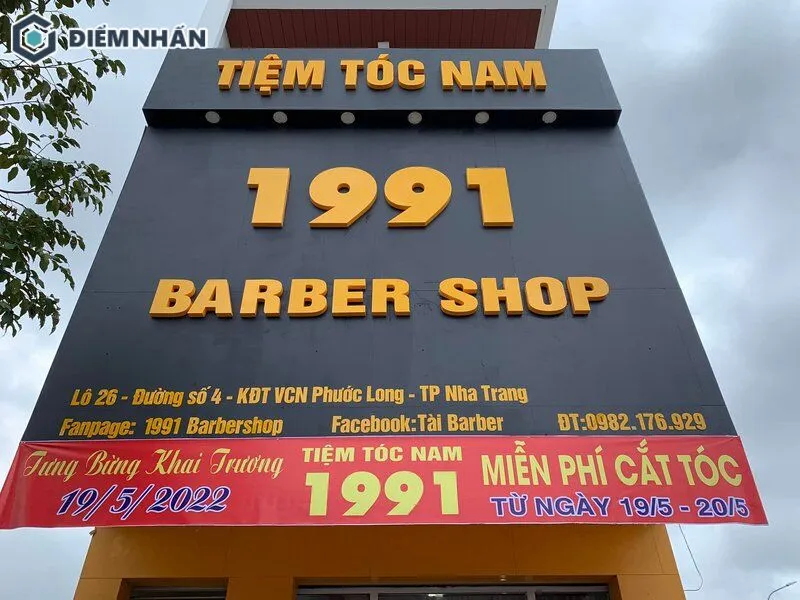 ĐIỂM NHẤN
TIỆM TÓC NAM
1991
BARBER SHOP
Lô 26 - Đường số 4 - KĐT VCN Phước Long - TP Nha Trang
Fanpage: 1991 Barbershop Facebook:Tài Barber ĐT:0982.176.929
Tưng Bừng Khai Trương
19/5/2022
TIỆM TÓC NAM
1991
MIỄN PHÍ CẮT TÓC
TỪ NGÀY 19/5 - 20/5